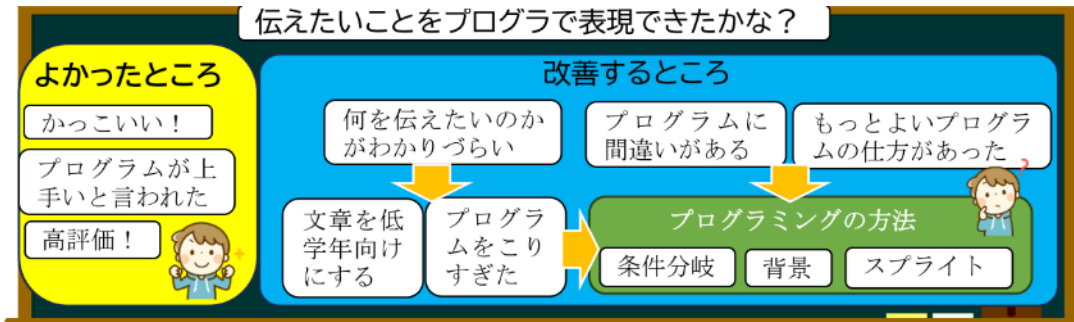 伝えたいことをプログラで表現できたかな？
よかったところ
かっこいい！
プログラムが上
手いと言われた
高評価！
改善するところ
何を伝えたいのか
がわかりづらい
プログラムに
間違いがある
もっとよいプログラ
ムの仕方があった
文章を低
学年向け
にする
プログラ
ムをこり
すぎた
プログラミングの方法
条件分岐
背景
スプライト